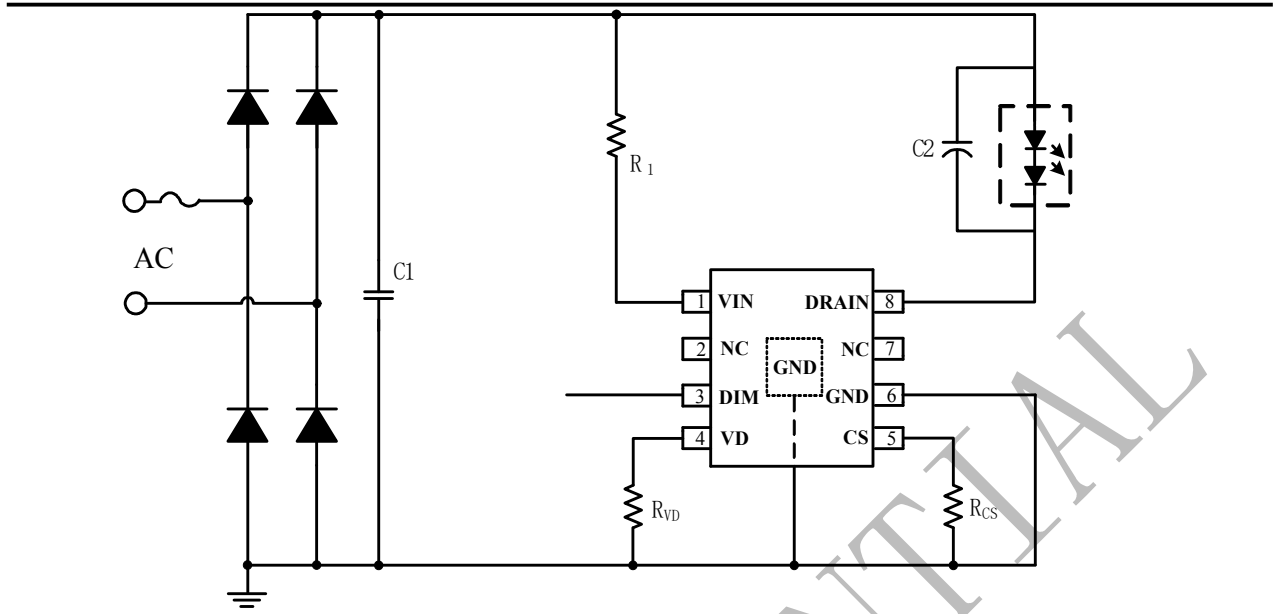 C2
R1
AC
C1
1 VIN DRAIN 8
2 NC NC 7
GND
3 DIM GND 6
4 VD CS 5
RVD
RCS
NTIAL